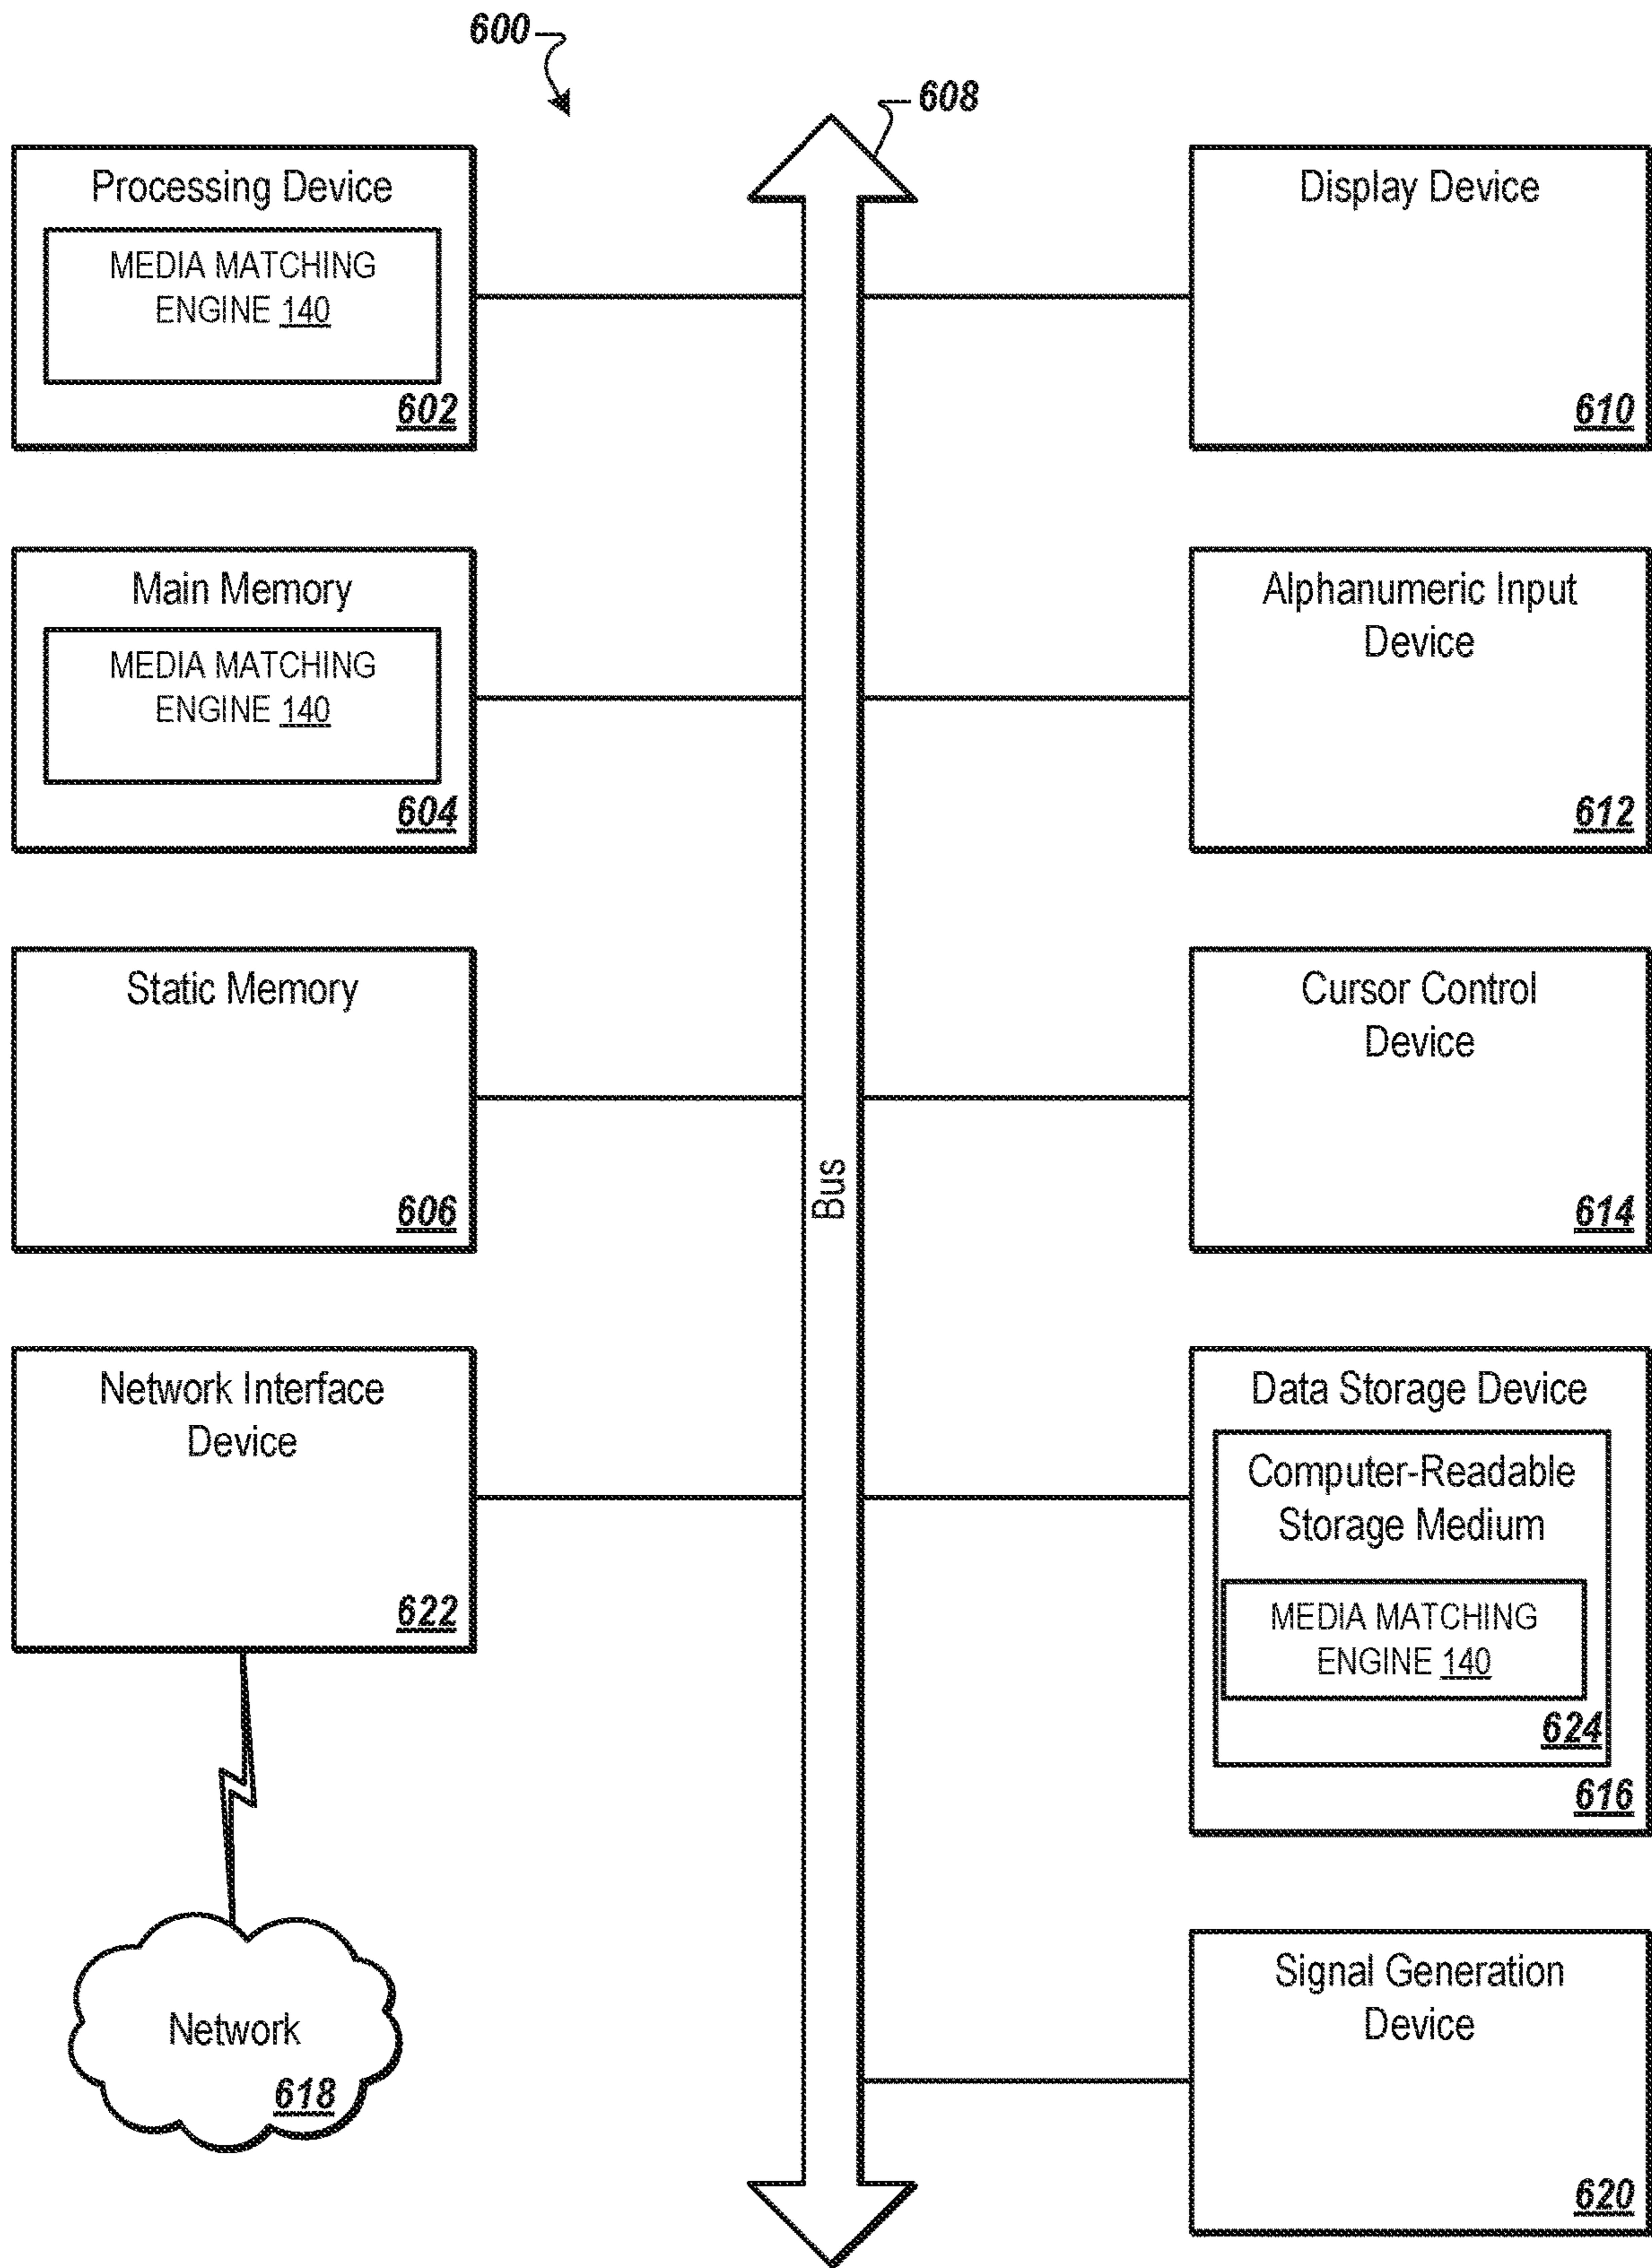 600
608
Processing Device
MEDIA MATCHING
ENGINE 140
602
Display Device
610
Main Memory
MEDIA MATCHING
ENGINE 140
604
Alphanumeric Input
Device
612
Static Memory
606
Cursor Control
Device
614
Bus
Network Interface
Device
622
Data Storage Device
Computer-Readable
Storage Medium
MEDIA MATCHING
ENGINE 140
624
616
Network
618
Signal Generation
Device
620